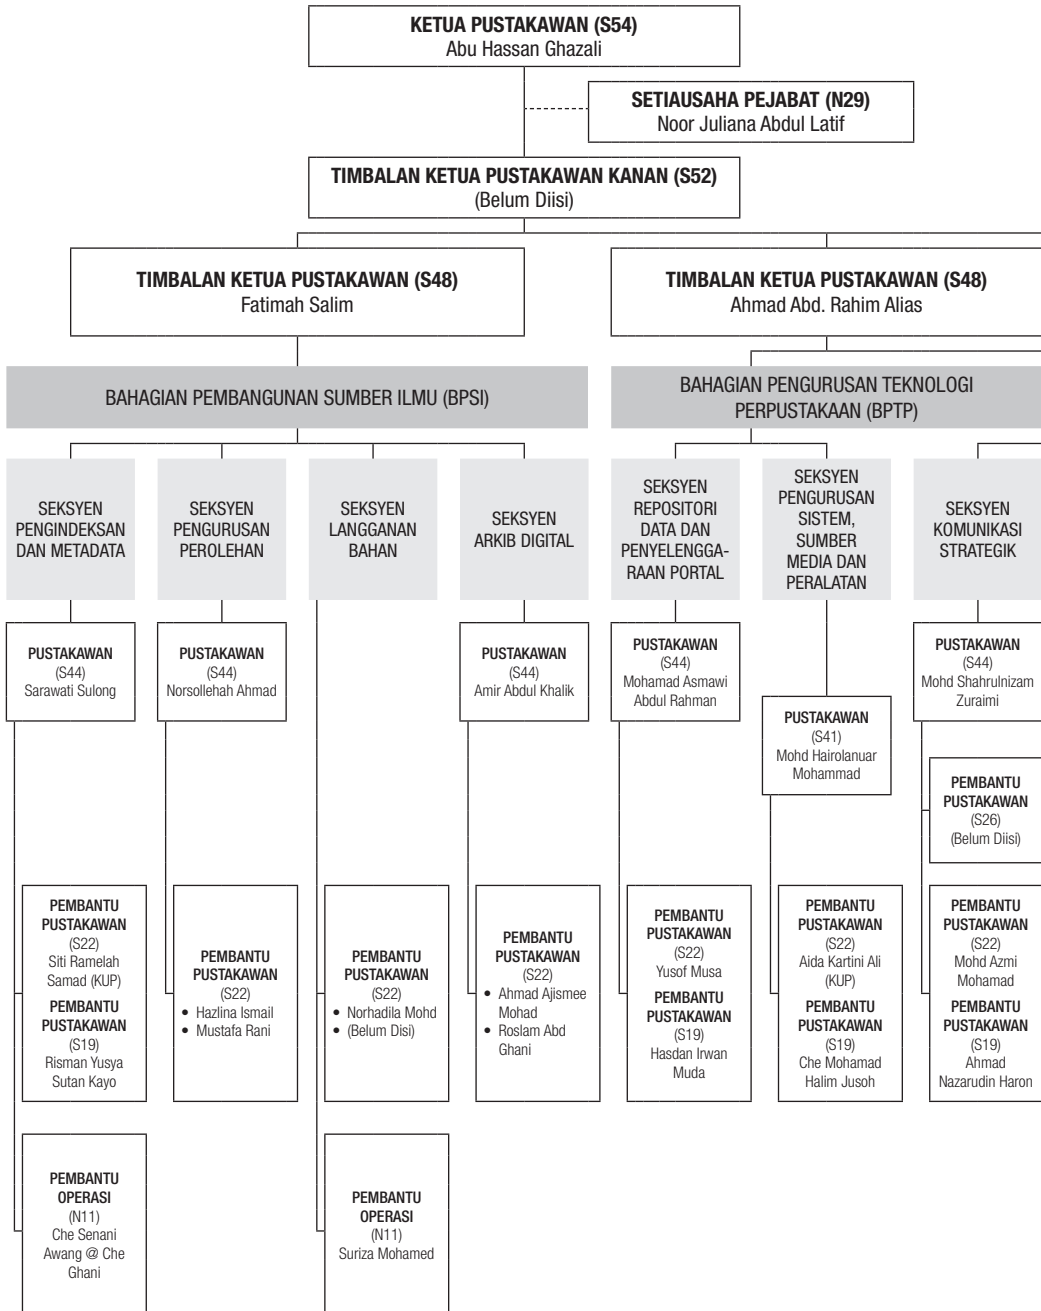 KETUA PUSTAKAWAN (S54)
Abu Hassan Ghazali
SETIAUSAHA PEJABAT (N29)
Noor Juliana Abdul Latif
TIMBALAN KETUA PUSTAKAWAN KANAN (S52)
(Belum Diisi)
TIMBALAN KETUA PUSTAKAWAN (S48)
Fatimah Salim
TIMBALAN KETUA PUSTAKAWAN (S48)
Ahmad Abd. Rahim Alias
BAHAGIAN PEMBANGUNAN SUMBER ILMU (BPSI)
BAHAGIAN PENGURUSAN TEKNOLOGI
PERPUSTAKAAN (BPTP)
SEKSYEN
PENGINDEKSAN
DAN METADATA
SEKSYEN
PENGURUSAN
PEROLEHAN
SEKSYEN
LANGGANAN
BAHAN
SEKSYEN
ARKIB DIGITAL
SEKSYEN
REPOSITORI
DATA DAN
PENYELENGGA-
RAAN PORTAL
SEKSYEN
PENGURUSAN
SISTEM,
SUMBER
MEDIA DAN
PERALATAN
SEKSYEN
KOMUNIKASI
STRATEGIK
PUSTAKAWAN
(S44)
Sarawati Sulong
PUSTAKAWAN
(S44)
Norsollehah Ahmad
PUSTAKAWAN
(S44)
Amir Abdul Khalik
PUSTAKAWAN
(S44)
Mohamad Asmawi
Abdul Rahman
PUSTAKAWAN
(S41)
Mohd Hairolanuar
Mohammad
PUSTAKAWAN
(S44)
Mohd Shahrulnizam
Zuraimi
PEMBANTU
PUSTAKAWAN
(S26)
(Belum Diisi)
PEMBANTU
PUSTAKAWAN
(S22)
Siti Ramelah
Samad (KUP)
PEMBANTU
PUSTAKAWAN
(S19)
Risman Yusya
Sutan Kayo
PEMBANTU
PUSTAKAWAN
(S22)
• Hazlina Ismail
• Mustafa Rani
PEMBANTU
PUSTAKAWAN
(S22)
• Norhadila Mohd
• (Belum Disi)
PEMBANTU
PUSTAKAWAN
(S22)
• Ahmad Ajismee
Mohad
• Roslam Abd
Ghani
PEMBANTU
PUSTAKAWAN
(S22)
Yusof Musa
PEMBANTU
PUSTAKAWAN
(S19)
Hasdan Irwan
Muda
PEMBANTU
PUSTAKAWAN
(S22)
Aida Kartini Ali
(KUP)
PEMBANTU
PUSTAKAWAN
(S19)
Che Mohamad
Halim Jusoh
PEMBANTU
PUSTAKAWAN
(S22)
Mohd Azmi
Mohamad
PEMBANTU
PUSTAKAWAN
(S19)
Ahmad
Nazarudin Haron
PEMBANTU
OPERASI
(N11)
Che Senani
Awang @ Che
Ghani
PEMBANTU
OPERASI
(N11)
Suriza Mohamed